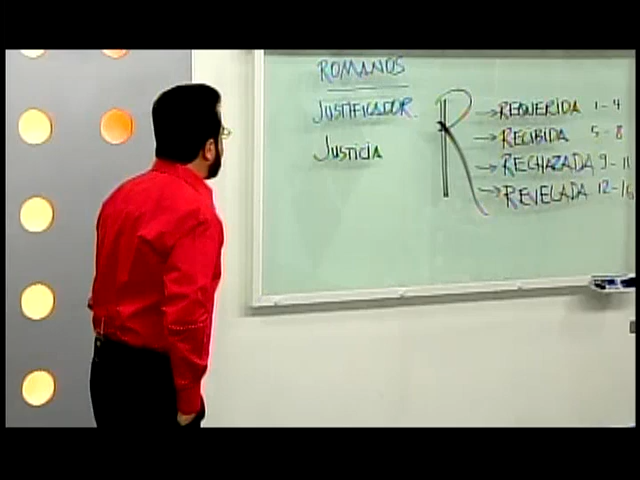 ROMANOS
JUSTIFICADOR
JUSTICIA
R
→ REQUERIDA 1-4
→ RECIBIDA 5-8
→ RECHAZADA 9-11
→ REVELADA 12-16